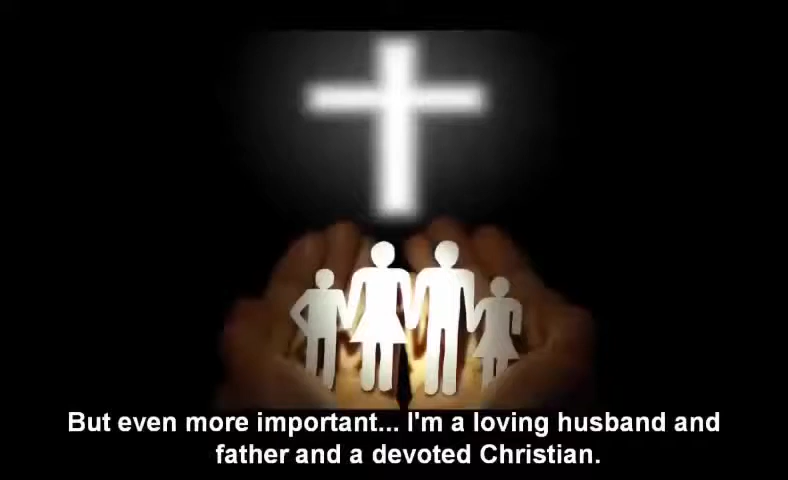 But even more important... I'm a loving husband and
father and a devoted Christian.